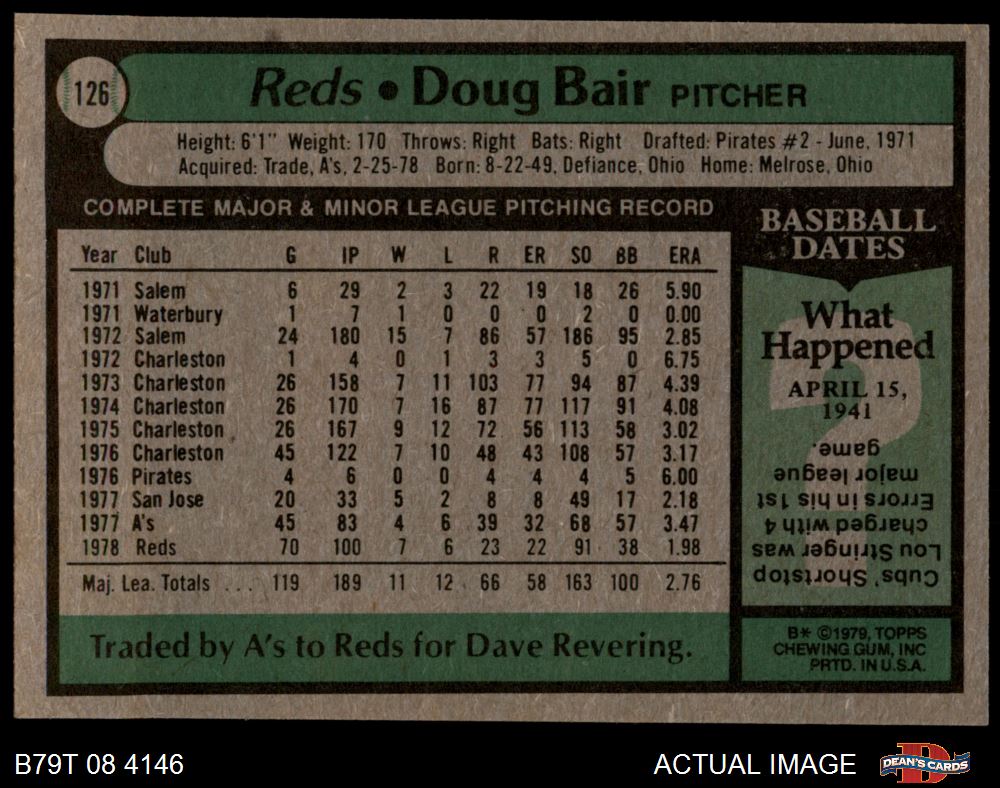 126
Reds • Doug Bair PITCHER
Height: 6'1" Weight: 170 Throws: Right Bats: Right Drafted: Pirates #2 - June, 1971
Acquired: Trade, A's, 2-25-78 Born: 8-22-49, Defiance, Ohio Home: Melrose, Ohio
COMPLETE MAJOR & MINOR LEAGUE PITCHING RECORD
Year Club G IP W L R ER SO BB ERA
1971 Salem 6 29 2 3 22 19 18 26 5.90
1971 Waterbury 1 7 1 0 0 0 2 0 0.00
1972 Salem 24 180 15 7 86 57 186 95 2.85
1972 Charleston 1 4 0 1 3 3 5 0 6.75
1973 Charleston 26 158 7 11 103 77 94 87 4.39
1974 Charleston 26 170 7 16 87 77 117 91 4.08
1975 Charleston 26 167 9 12 72 56 113 58 3.02
1976 Charleston 45 122 7 10 48 43 108 57 3.17
1976 Pirates 4 6 0 0 4 4 4 5 6.00
1977 San Jose 20 33 5 2 8 8 49 17 2.18
1977 A's 45 83 4 6 39 32 68 57 3.47
1978 Reds 70 100 7 6 23 22 91 38 1.98
Maj. Lea. Totals ... 119 189 11 12 66 58 163 100 2.76
Traded by A's to Reds for Dave Revering.
BASEBALL
DATES
What
Happened
APRIL 15,
1941
?
Cubs' Shortstop
Lou Stringer was
charged with 4
Errors in his 1st
major league
game.
B* ©1979, TOPPS
CHEWING GUM, INC
PRTD. IN U.S.A.
B79T 08 4146
ACTUAL IMAGE
D
DEAN'S CARDS